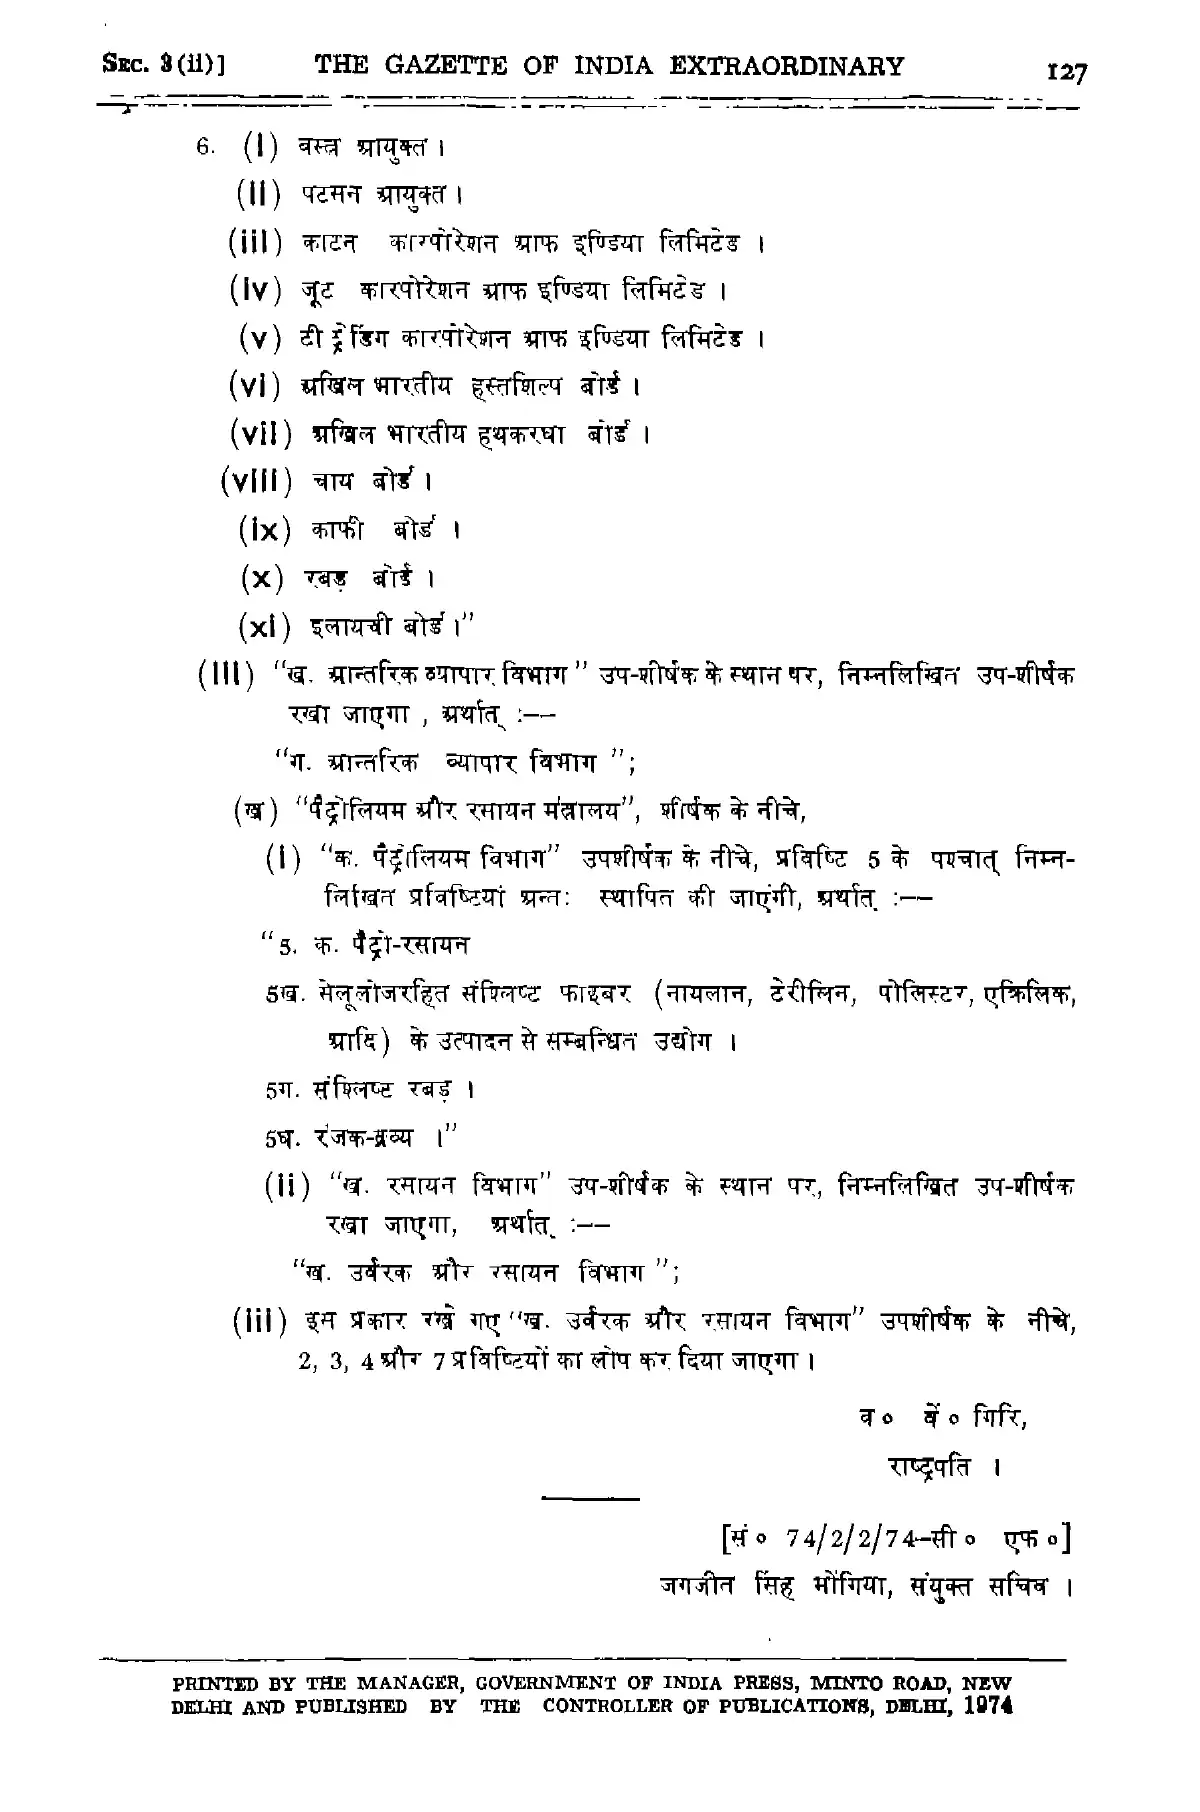 SEC. 3(ii)] THE GAZETTE OF INDIA EXTRAORDINARY 127
6. (i) वस्त्र आयुक्त ।
(ii) पटसन आयुक्त ।
(iii) काटन कारपोरेशन आफ इण्डिया लिमिटेड ।
(iv) जूट कारपोरेशन आफ इण्डिया लिमिटेड ।
(v) टी ट्रेडिंग कारपोरेशन आफ इण्डिया लिमिटेड ।
(vi) अखिल भारतीय हस्तशिल्प बोर्ड ।
(vii) अखिल भारतीय हथकरघा बोर्ड ।
(viii) चाय बोर्ड ।
(ix) काफी बोर्ड ।
(x) रबड़ बोर्ड ।
(xi) इलायची बोर्ड ।”
(iii) “ख. आन्तरिक व्यापार विभाग ” उप-शीर्षक के स्थान पर, निम्नलिखित उप-शीर्षक
रखा जाएगा , अर्थात् :--
“ग. आन्तरिक व्यापार विभाग ”;
(ख) “पैट्रोलियम और रसायन मंत्रालय”, शीर्षक के नीचे,
(i) “क. पैट्रोलियम विभाग” उपशीर्षक के नीचे, प्रविष्टि 5 के पश्चात् निम्न-
लिखित प्रविष्टियां अन्तः स्थापित की जाएंगी, अर्थात् :--
“5. क. पैट्रो-रसायन
5ख. सेलूलोजरहित संश्लिष्ट फाइबर (नायलान, टेरीलिन, पोलिस्टर, एक्रिलिक,
आदि) के उत्पादन से सम्बन्धित उद्योग ।
5ग. संश्लिष्ट रबड़ ।
5घ. रंजक-द्रव्य ।”
(ii) “ख. रसायन विभाग” उप-शीर्षक के स्थान पर, निम्नलिखित उप-शीर्षक
रखा जाएगा, अर्थात् :--
“ख. उर्वरक और रसायन विभाग ”;
(iii) इस प्रकार रखे गए “ख. उर्वरक और रसायन विभाग” उपशीर्षक के नीचे,
2, 3, 4 और 7 प्रविष्टियों का लोप कर दिया जाएगा ।
व० वें० गिरि,
राष्ट्रपति ।
[सं० 74/2/2/74-सी० एफ०]
जगजीत सिंह भोंगिया, संयुक्त सचिव ।
PRINTED BY THE MANAGER, GOVERNMENT OF INDIA PRESS, MINTO ROAD, NEW
DELHI AND PUBLISHED BY THE CONTROLLER OF PUBLICATIONS, DELHI, 1974